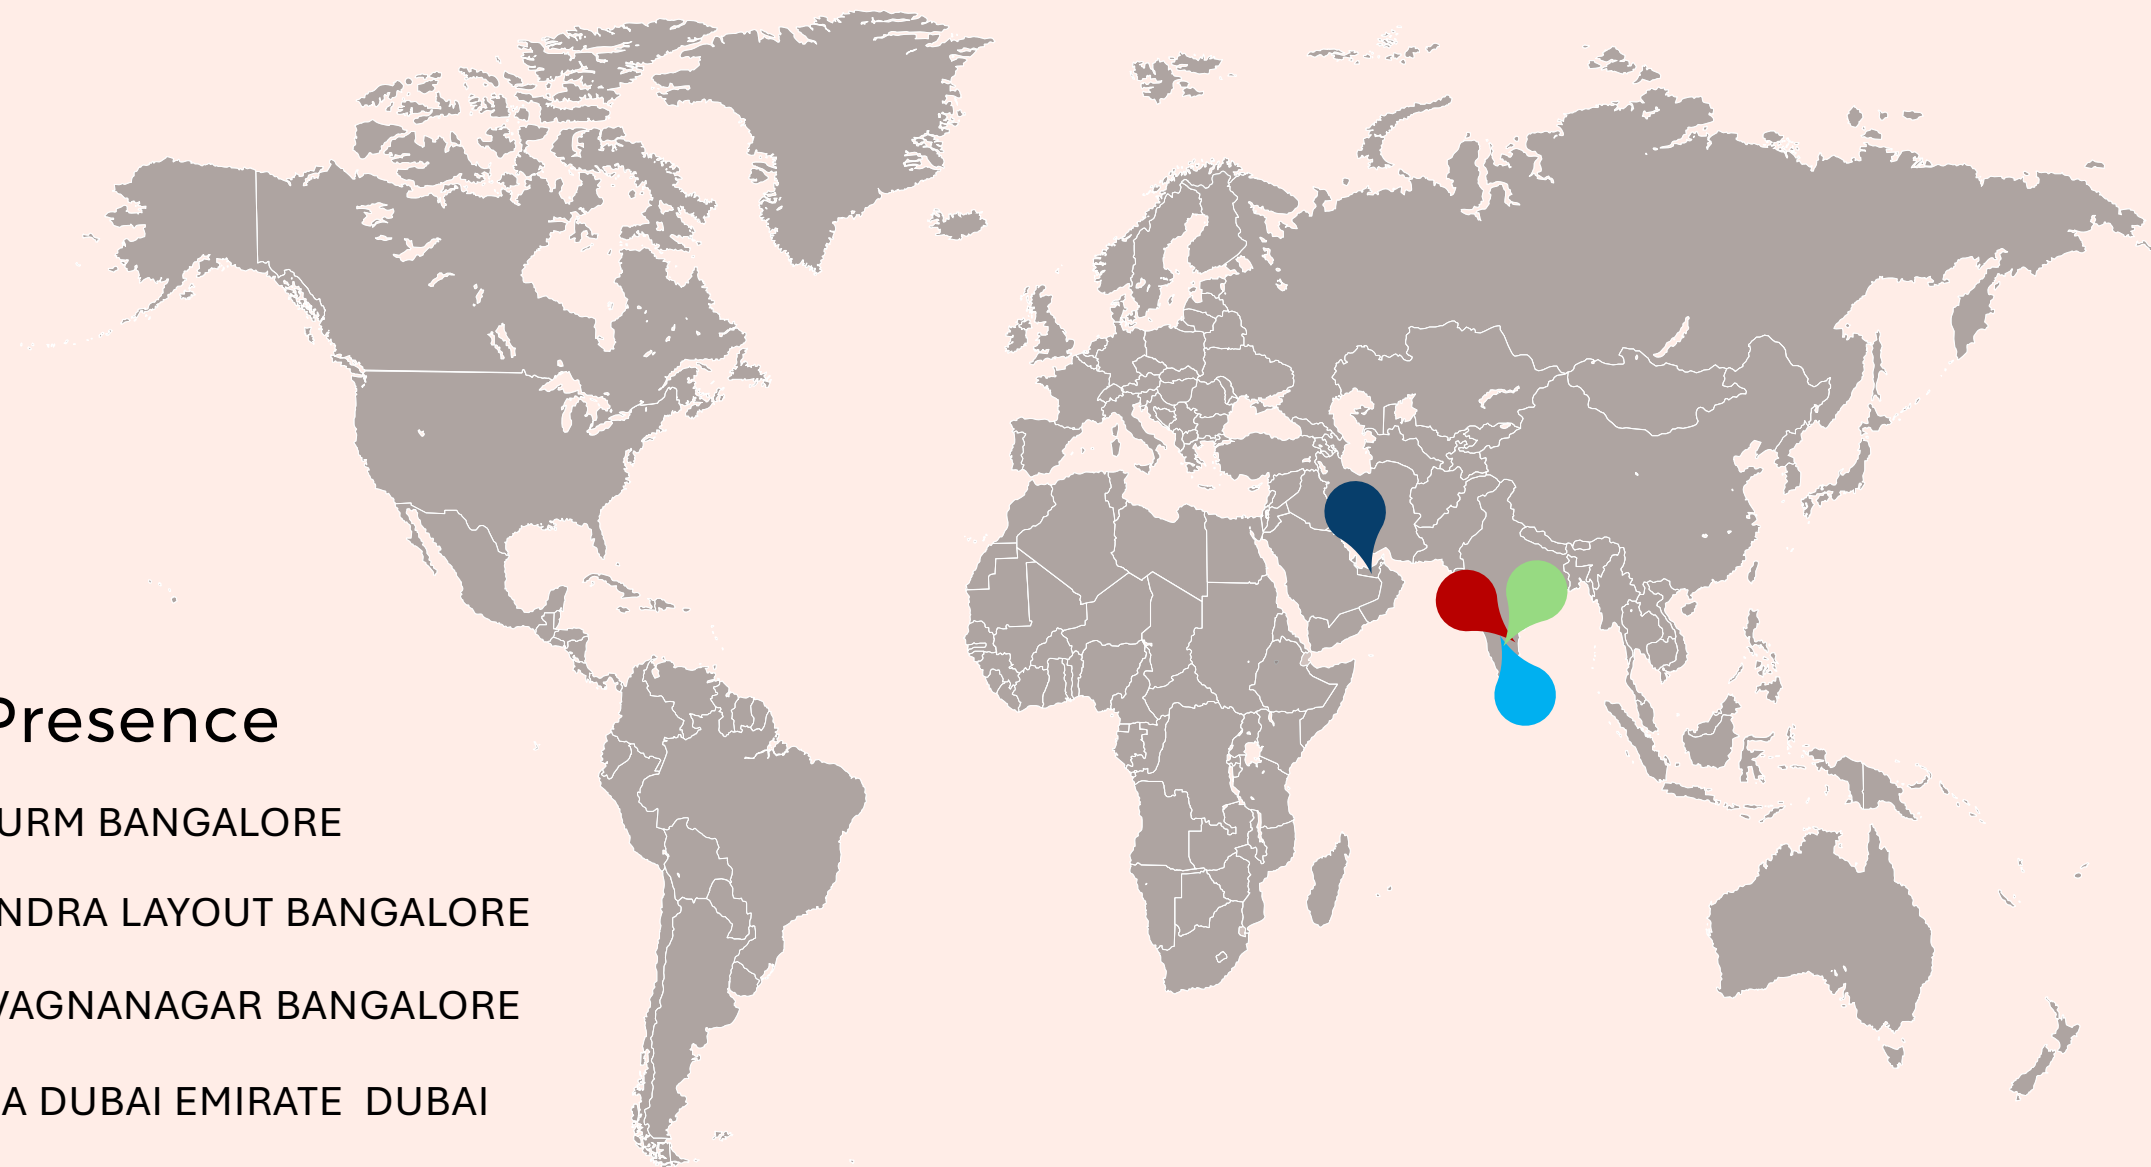 Presence
URM BANGALORE
NDRA LAYOUT BANGALORE
VAGNANAGAR BANGALORE
A DUBAI EMIRATE DUBAI